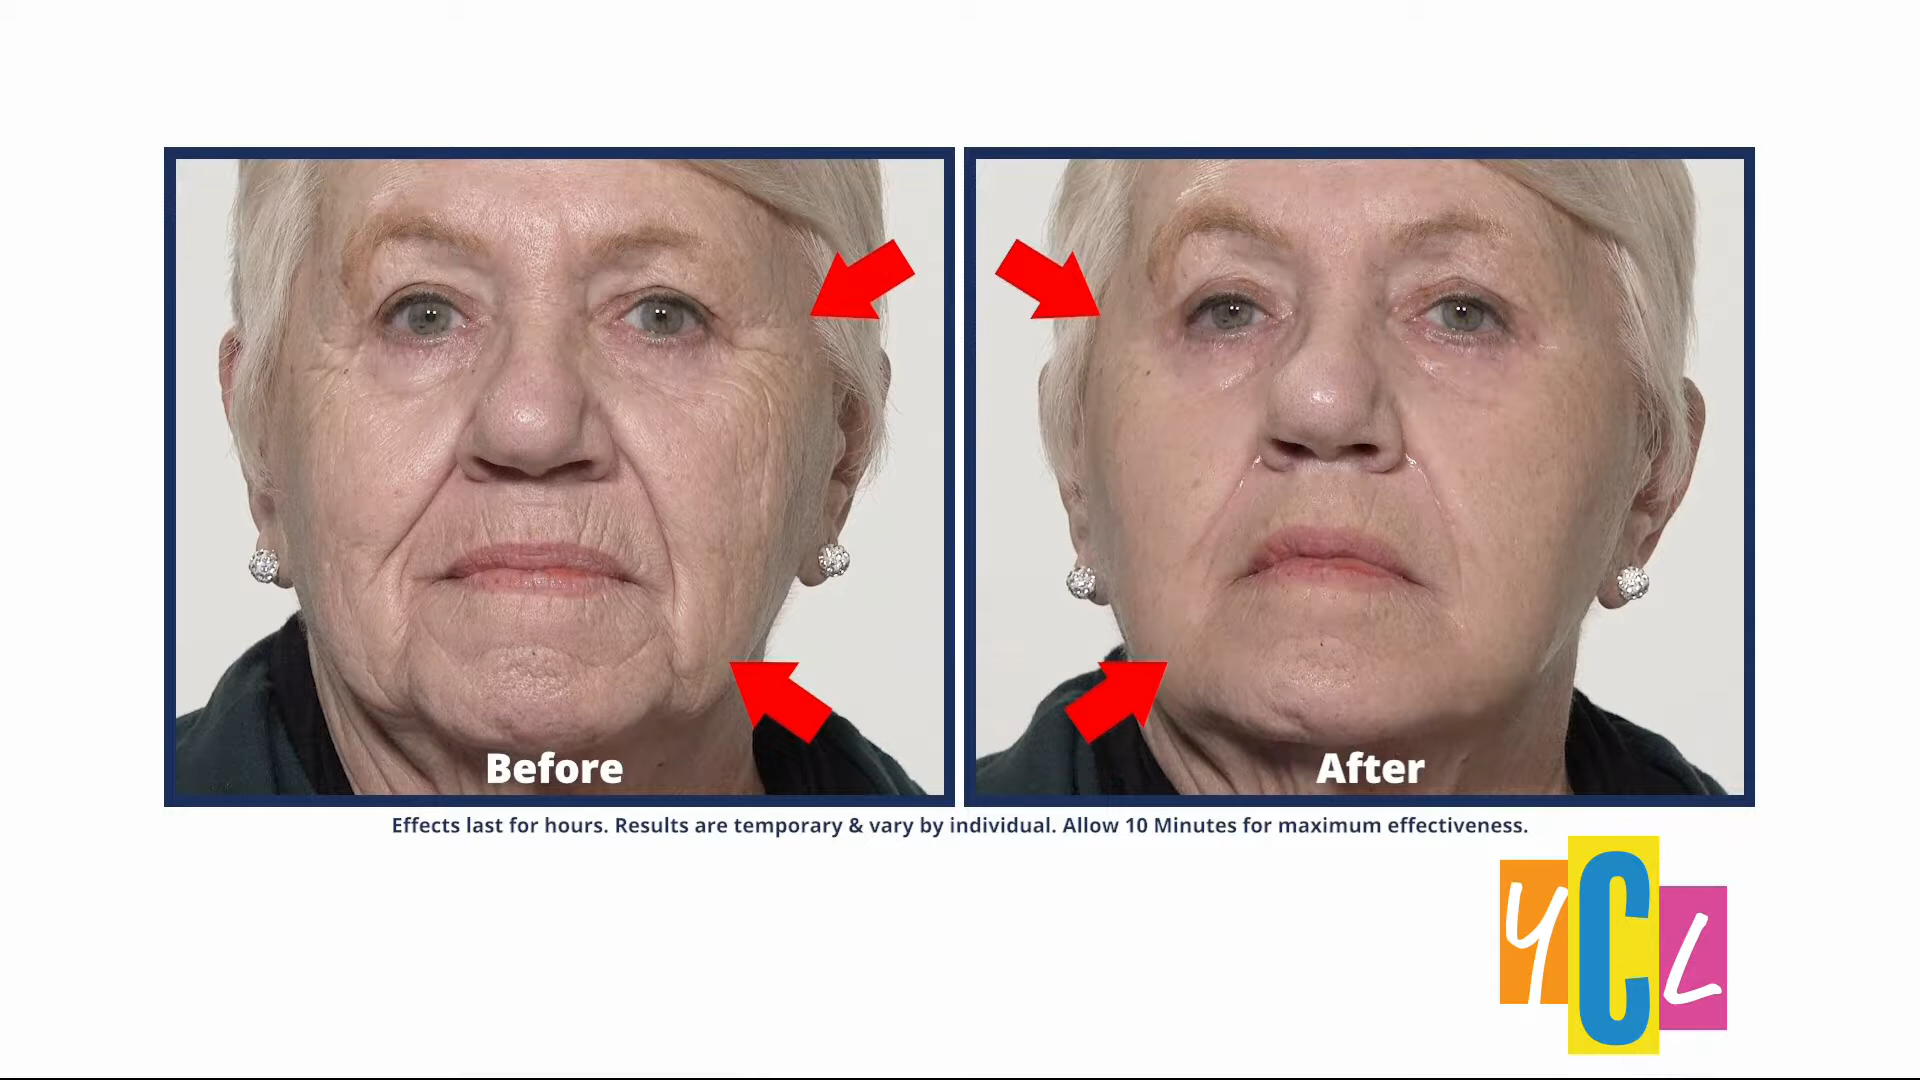 Before
After
Effects last for hours. Results are temporary & vary by individual. Allow 10 Minutes for maximum effectiveness.
YCL